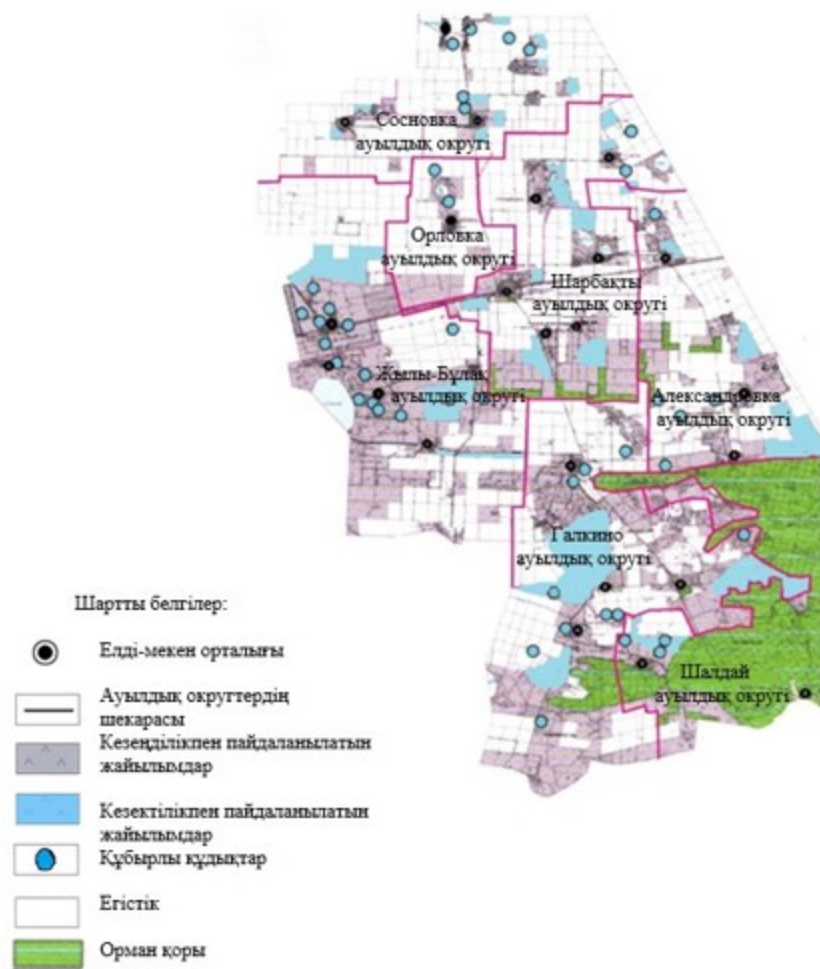 Сосновка
ауылдық округі
Орловка
ауылдық округі
Шарбақты
ауылдық округі
Жылы-Бұлақ
ауылдық округі
Александровка
ауылдық округі
Галкино
ауылдық округі
Шалдай
ауылдық округі
Шартты белгілер:
Елді-мекен орталығы
Ауылдық округтердің
шекарасы
Кезеңділікпен пайдаланылатын
жайылымдар
Кезектілікпен пайдаланылатын
жайылымдар
Құбырлы құдықтар
Егістік
Орман қоры